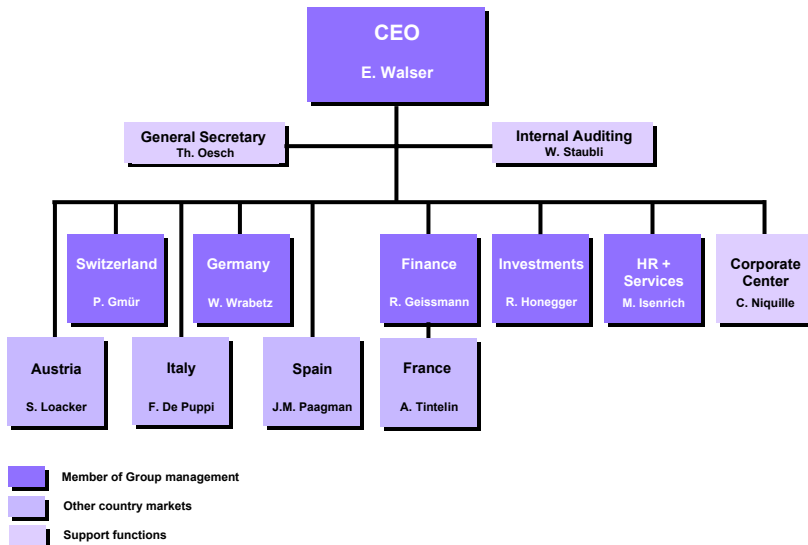 CEO
E. Walser
General Secretary
Th. Oesch
Internal Auditing
W. Staubli
Switzerland
P. Gmür
Germany
W. Wrabetz
Finance
R. Geissmann
Investments
R. Honegger
HR +
Services
M. Isenrich
Corporate
Center
C. Niquille
Austria
S. Loacker
Italy
F. De Puppi
Spain
J.M. Paagman
France
A. Tintelin
Member of Group management
Other country markets
Support functions